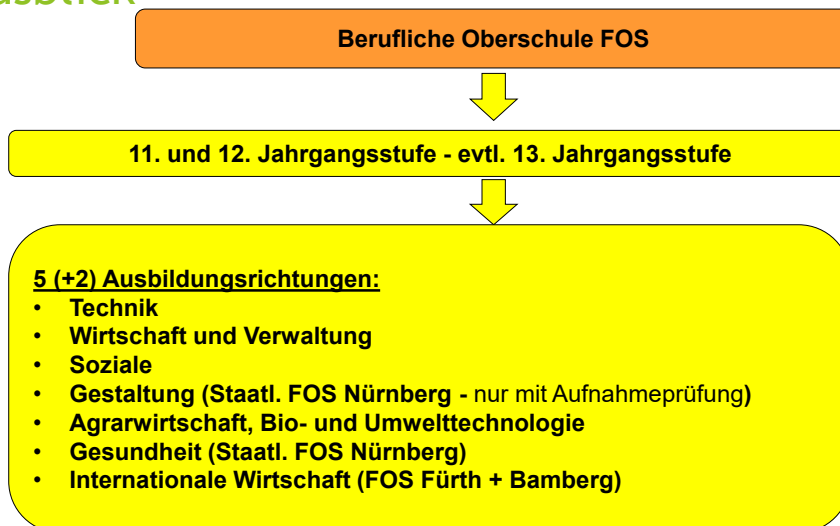 Berufliche Oberschule FOS
11. und 12. Jahrgangsstufe - evtl. 13. Jahrgangsstufe
5 (+2) Ausbildungsrichtungen:
• Technik
• Wirtschaft und Verwaltung
• Soziale
• Gestaltung (Staatl. FOS Nürnberg - nur mit Aufnahmeprüfung)
• Agrarwirtschaft, Bio- und Umwelttechnologie
• Gesundheit (Staatl. FOS Nürnberg)
• Internationale Wirtschaft (FOS Fürth + Bamberg)